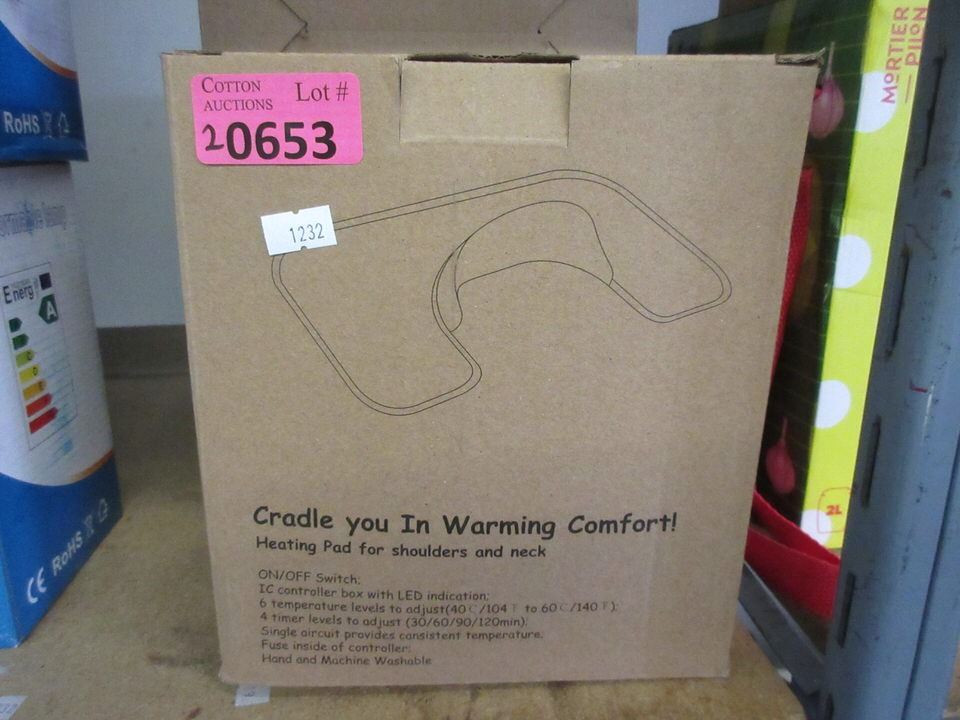 COTTON
AUCTIONS
Lot #
20653
1232
Cradle you In Warming Comfort!
Heating Pad for shoulders and neck
ON/OFF Switch;
IC controller box with LED indication;
6 temperature levels to adjust(40℃/104℉ to 60℃/140℉);
4 timer levels to adjust (30/60/90/120min);
Single aircuit provides consistent temperature.
Fuse inside of controller;
Hand and Machine Washable
RoHS
Energ
A
CE RoHS
MORTIER
PILON
2L